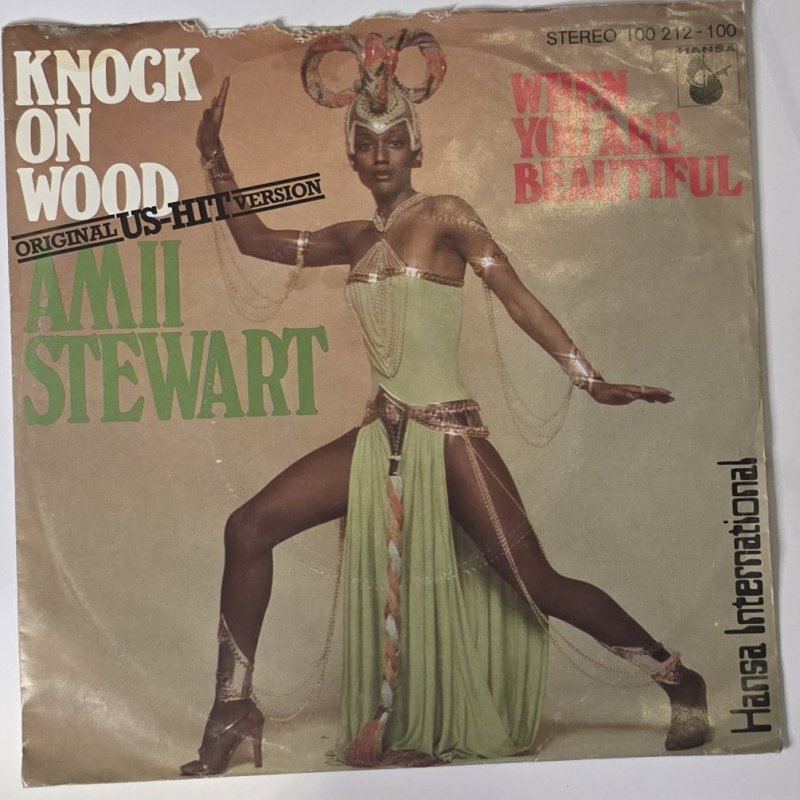 STEREO 100 212-100
HANSA
KNOCK
ON
WOOD
ORIGINAL US-HIT VERSION
AMII
STEWART
WHEN
YOU ARE
BEAUTIFUL
Hansa International